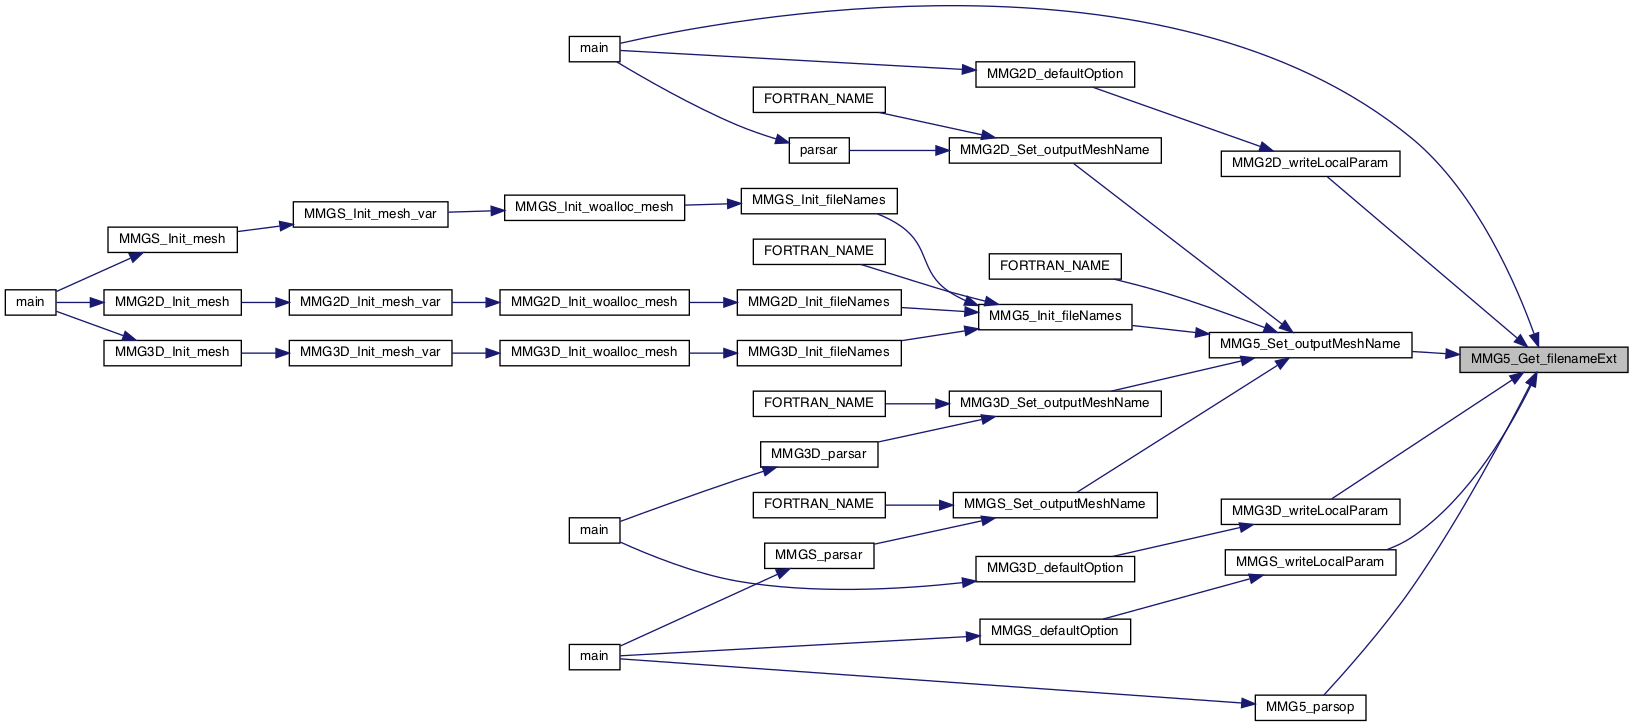 main
MMG2D_defaultOption
FORTRAN_NAME
parsar
MMG2D_Set_outputMeshName
MMG2D_writeLocalParam
MMGS_Init_fileNames
MMGS_Init_woalloc_mesh
MMGS_Init_mesh_var
MMGS_Init_mesh
FORTRAN_NAME
FORTRAN_NAME
main
MMG2D_Init_mesh
MMG2D_Init_mesh_var
MMG2D_Init_woalloc_mesh
MMG2D_Init_fileNames
MMG5_Init_fileNames
MMG5_Set_outputMeshName
MMG5_Get_filenameExt
MMG3D_Init_mesh
MMG3D_Init_mesh_var
MMG3D_Init_woalloc_mesh
MMG3D_Init_fileNames
FORTRAN_NAME
MMG3D_Set_outputMeshName
MMG3D_parsar
FORTRAN_NAME
MMGS_Set_outputMeshName
MMG3D_writeLocalParam
main
MMGS_parsar
MMG3D_defaultOption
MMGS_writeLocalParam
MMGS_defaultOption
main
MMG5_parsop